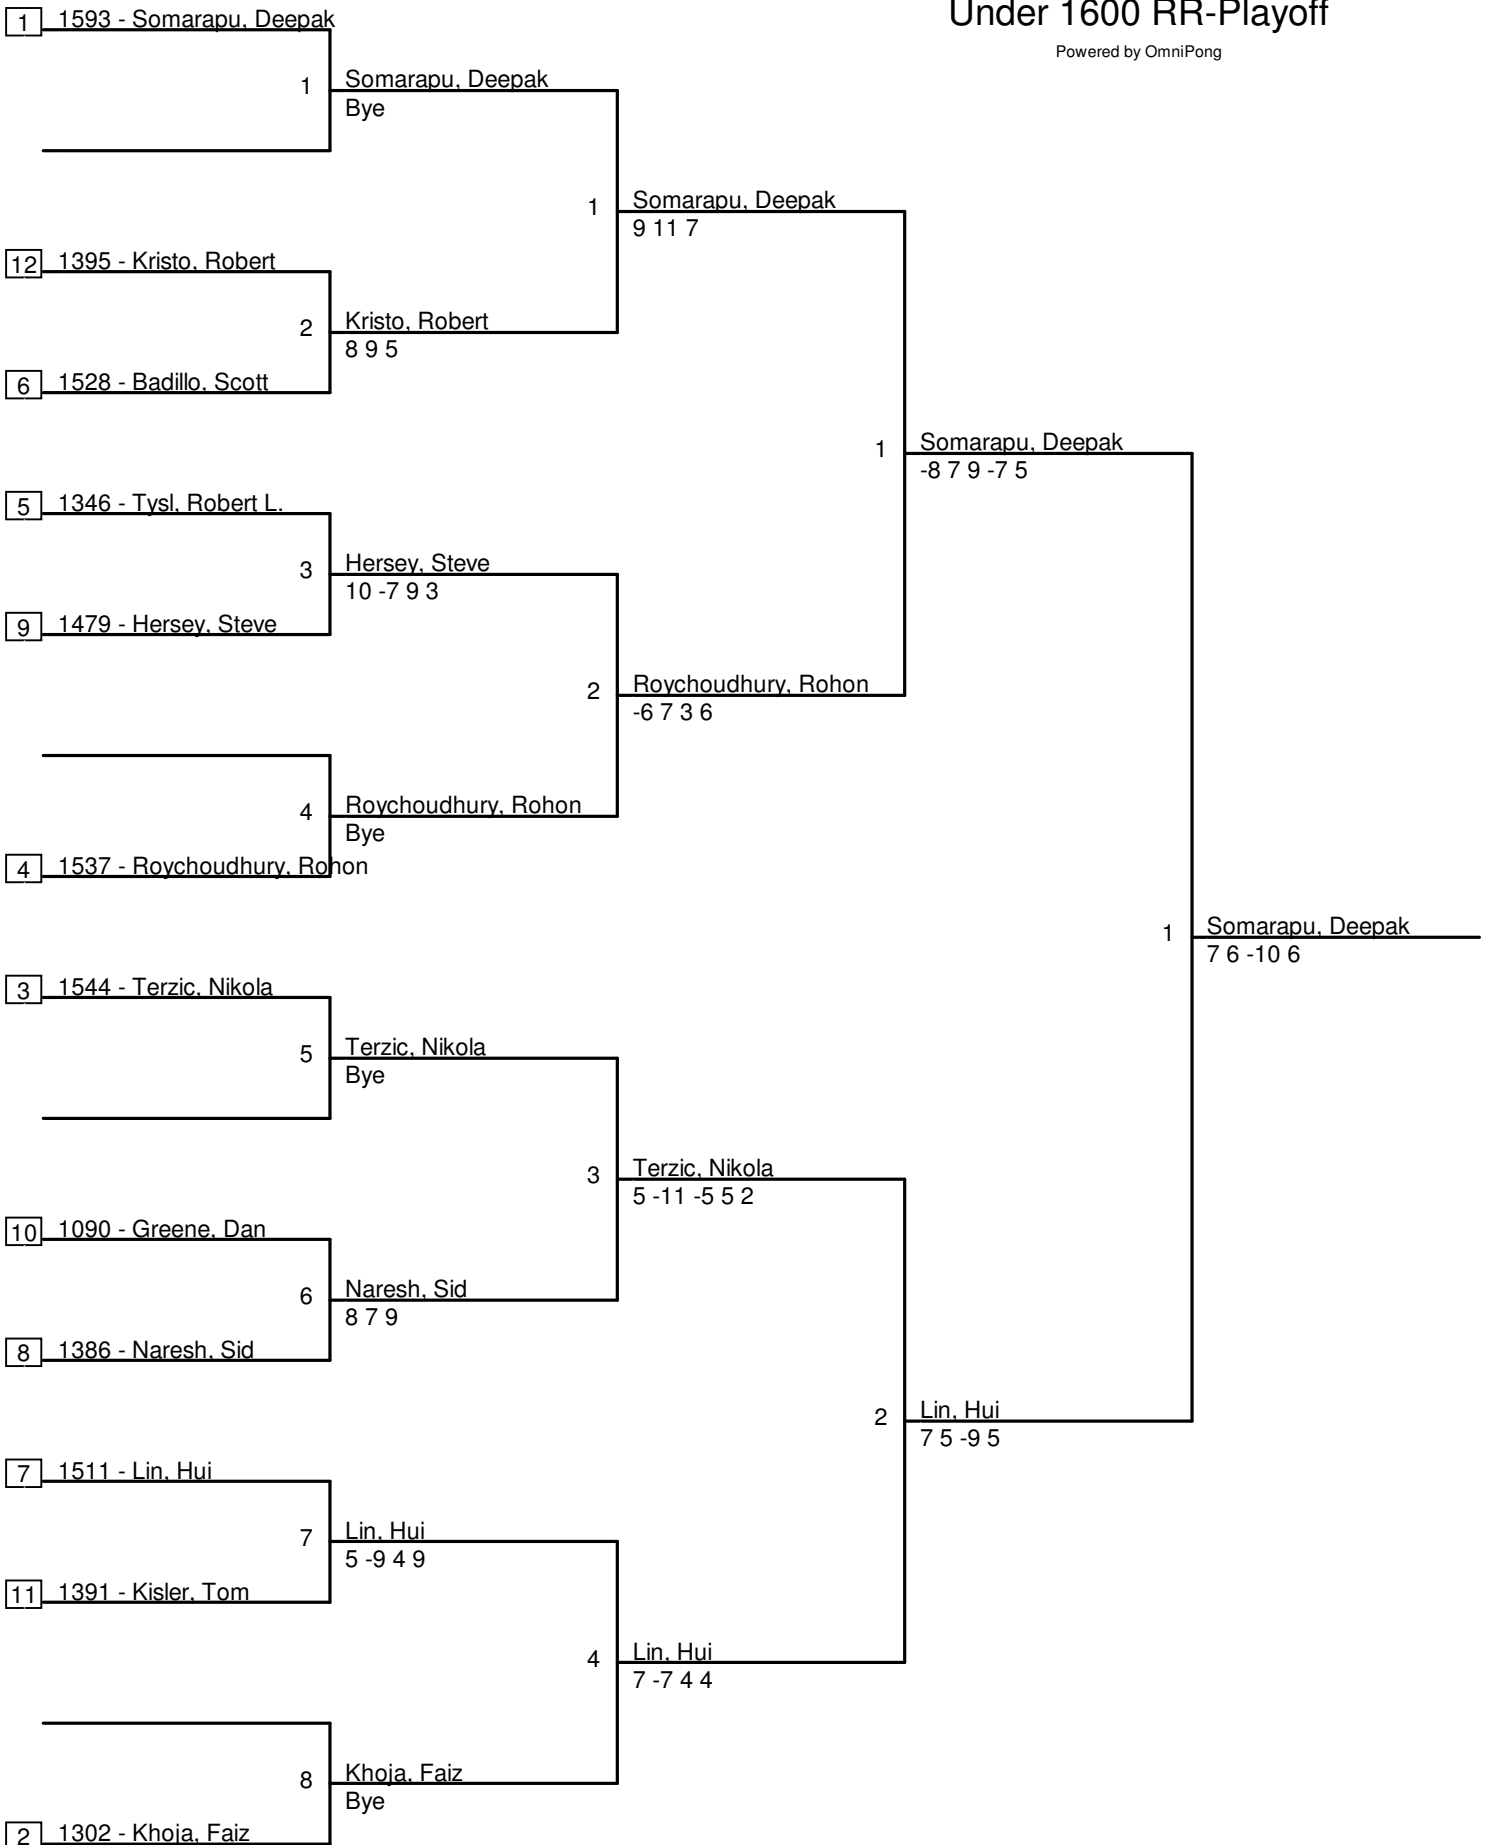 Under 1600 RR-Playoff
Powered by OmniPong
1 1593 - Somarapu, Deepak
1 Somarapu, Deepak
Bye
1 Somarapu, Deepak
9 11 7
12 1395 - Kristo, Robert
2 Kristo, Robert
8 9 5
6 1528 - Badillo, Scott
1 Somarapu, Deepak
-8 7 9 -7 5
5 1346 - Tysl, Robert L.
3 Hersey, Steve
10 -7 9 3
9 1479 - Hersey, Steve
2 Roychoudhury, Rohon
-6 7 3 6
4 Roychoudhury, Rohon
Bye
4 1537 - Roychoudhury, Rohon
1 Somarapu, Deepak
7 6 -10 6
3 1544 - Terzic, Nikola
5 Terzic, Nikola
Bye
3 Terzic, Nikola
5 -11 -5 5 2
10 1090 - Greene, Dan
6 Naresh, Sid
8 7 9
8 1386 - Naresh, Sid
2 Lin, Hui
7 5 -9 5
7 1511 - Lin, Hui
7 Lin, Hui
5 -9 4 9
11 1391 - Kisler, Tom
4 Lin, Hui
7 -7 4 4
8 Khoja, Faiz
Bye
2 1302 - Khoja, Faiz